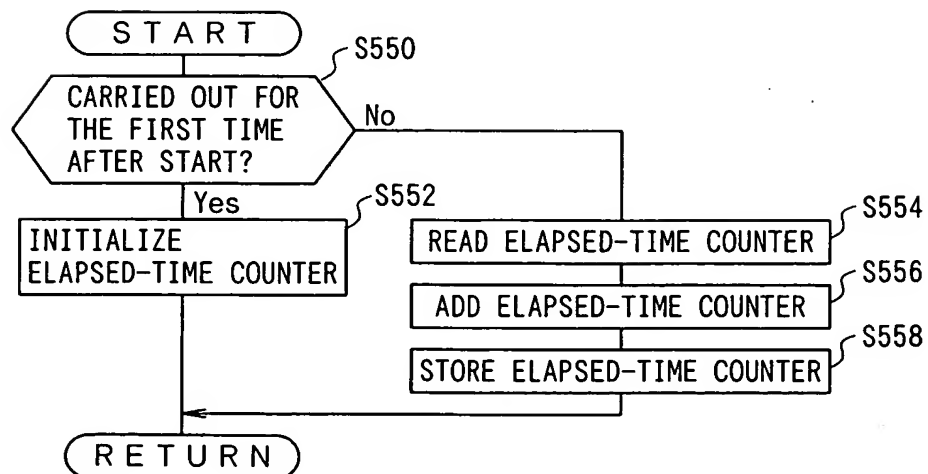 START
S550
CARRIED OUT FOR
THE FIRST TIME
AFTER START?
No
Yes
S552
INITIALIZE
ELAPSED-TIME COUNTER
S554
READ ELAPSED-TIME COUNTER
S556
ADD ELAPSED-TIME COUNTER
S558
STORE ELAPSED-TIME COUNTER
RETURN